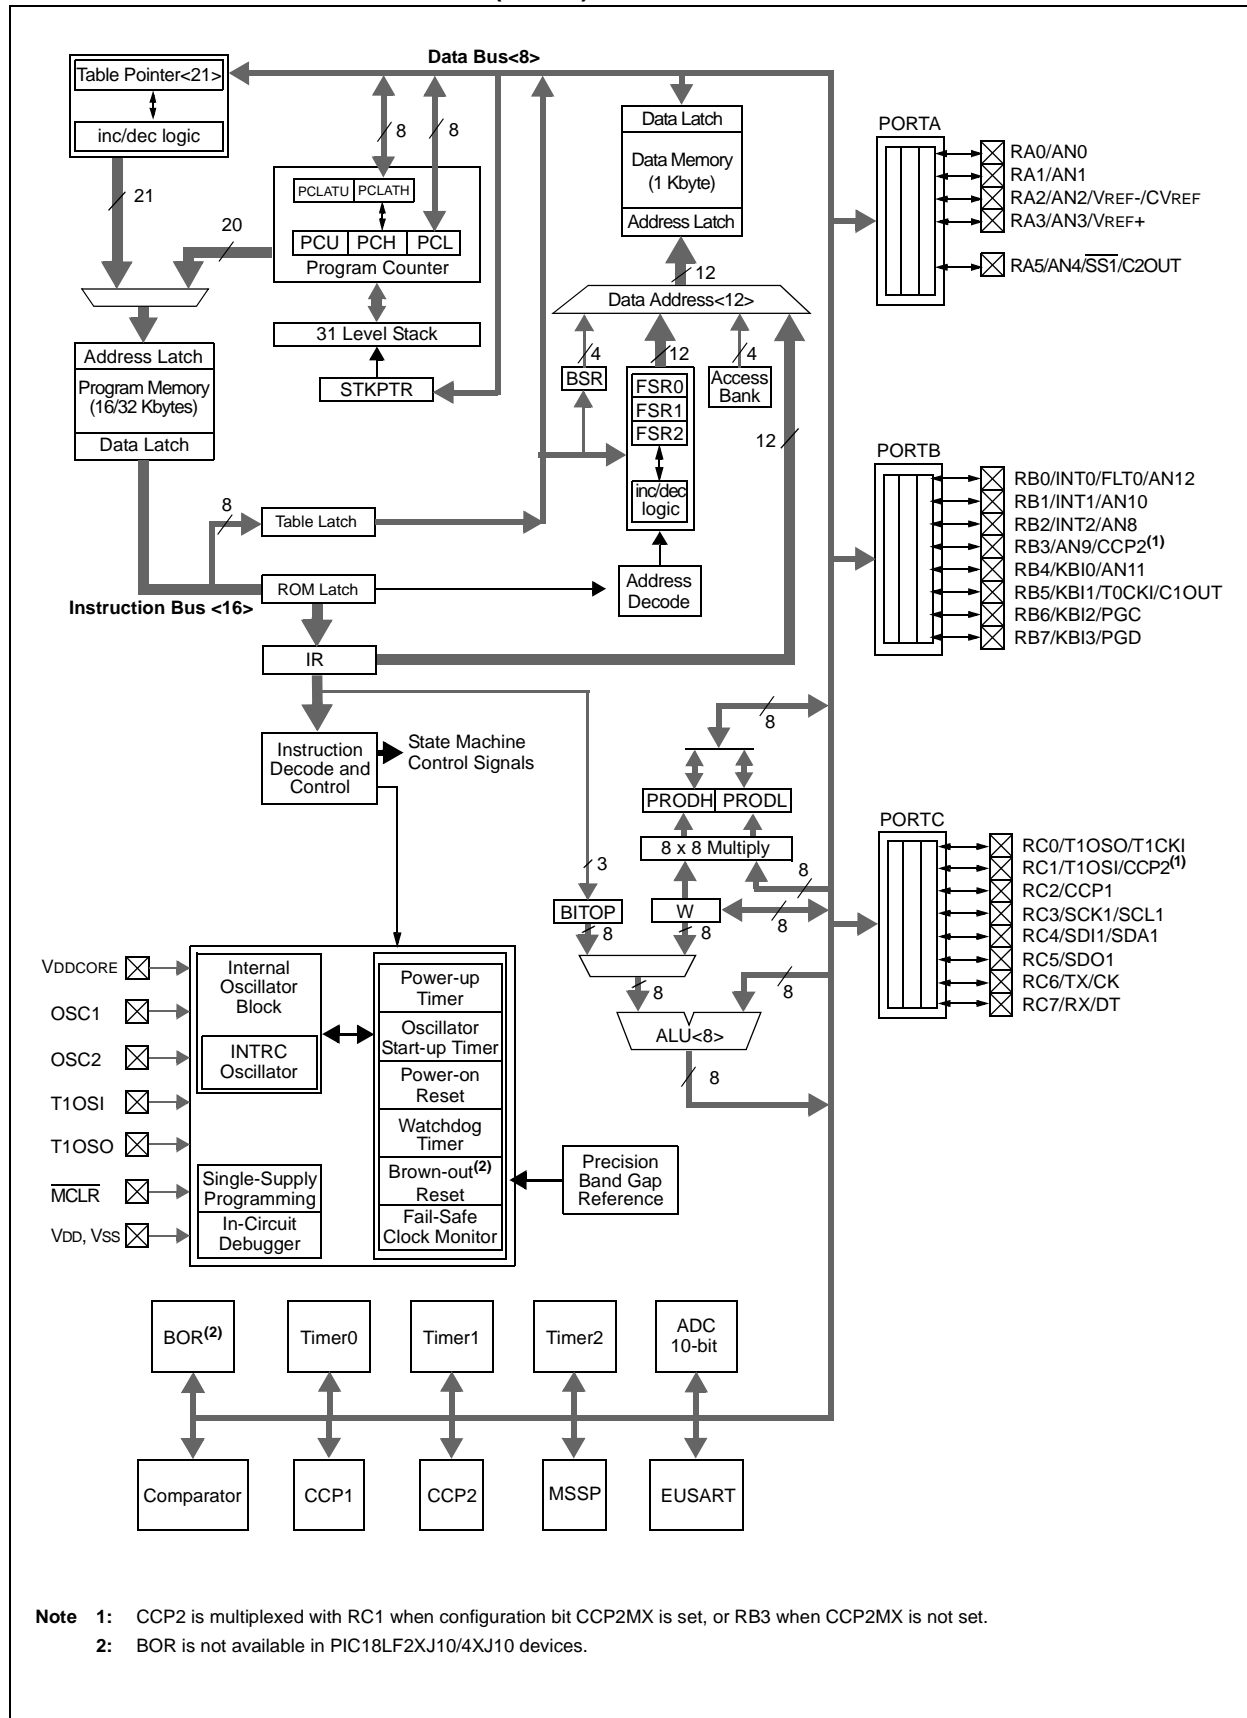 Data Bus<8>
Table Pointer<21>
inc/dec logic
21
20
8
8
PCLATU
PCLATH
PCU
PCH
PCL
Program Counter
31 Level Stack
STKPTR
Data Latch
Data Memory
(1 Kbyte)
Address Latch
12
Data Address<12>
4
12
4
BSR
FSR0
FSR1
FSR2
inc/dec
logic
Access
Bank
12
Address Latch
Program Memory
(16/32 Kbytes)
Data Latch
8
Table Latch
ROM Latch
Instruction Bus <16>
Address
Decode
IR
Instruction
Decode and
Control
State Machine
Control Signals
8
PRODH
PRODL
8 x 8 Multiply
3
8
BITOP
W
8
8
8
8
8
ALU<8>
8
PORTA
RA0/AN0
RA1/AN1
RA2/AN2/VREF-/CVREF
RA3/AN3/VREF+
RA5/AN4/SS1/C2OUT
PORTB
RB0/INT0/FLT0/AN12
RB1/INT1/AN10
RB2/INT2/AN8
RB3/AN9/CCP2(1)
RB4/KBI0/AN11
RB5/KBI1/T0CKI/C1OUT
RB6/KBI2/PGC
RB7/KBI3/PGD
PORTC
RC0/T1OSO/T1CKI
RC1/T1OSI/CCP2(1)
RC2/CCP1
RC3/SCK1/SCL1
RC4/SDI1/SDA1
RC5/SDO1
RC6/TX/CK
RC7/RX/DT
VDDCORE
OSC1
OSC2
T1OSI
T1OSO
MCLR
VDD, VSS
Internal
Oscillator
Block
INTRC
Oscillator
Single-Supply
Programming
In-Circuit
Debugger
Power-up
Timer
Oscillator
Start-up Timer
Power-on
Reset
Watchdog
Timer
Brown-out(2)
Reset
Fail-Safe
Clock Monitor
Precision
Band Gap
Reference
BOR(2)
Timer0
Timer1
Timer2
ADC
10-bit
Comparator
CCP1
CCP2
MSSP
EUSART
Note 1: CCP2 is multiplexed with RC1 when configuration bit CCP2MX is set, or RB3 when CCP2MX is not set.
2: BOR is not available in PIC18LF2XJ10/4XJ10 devices.